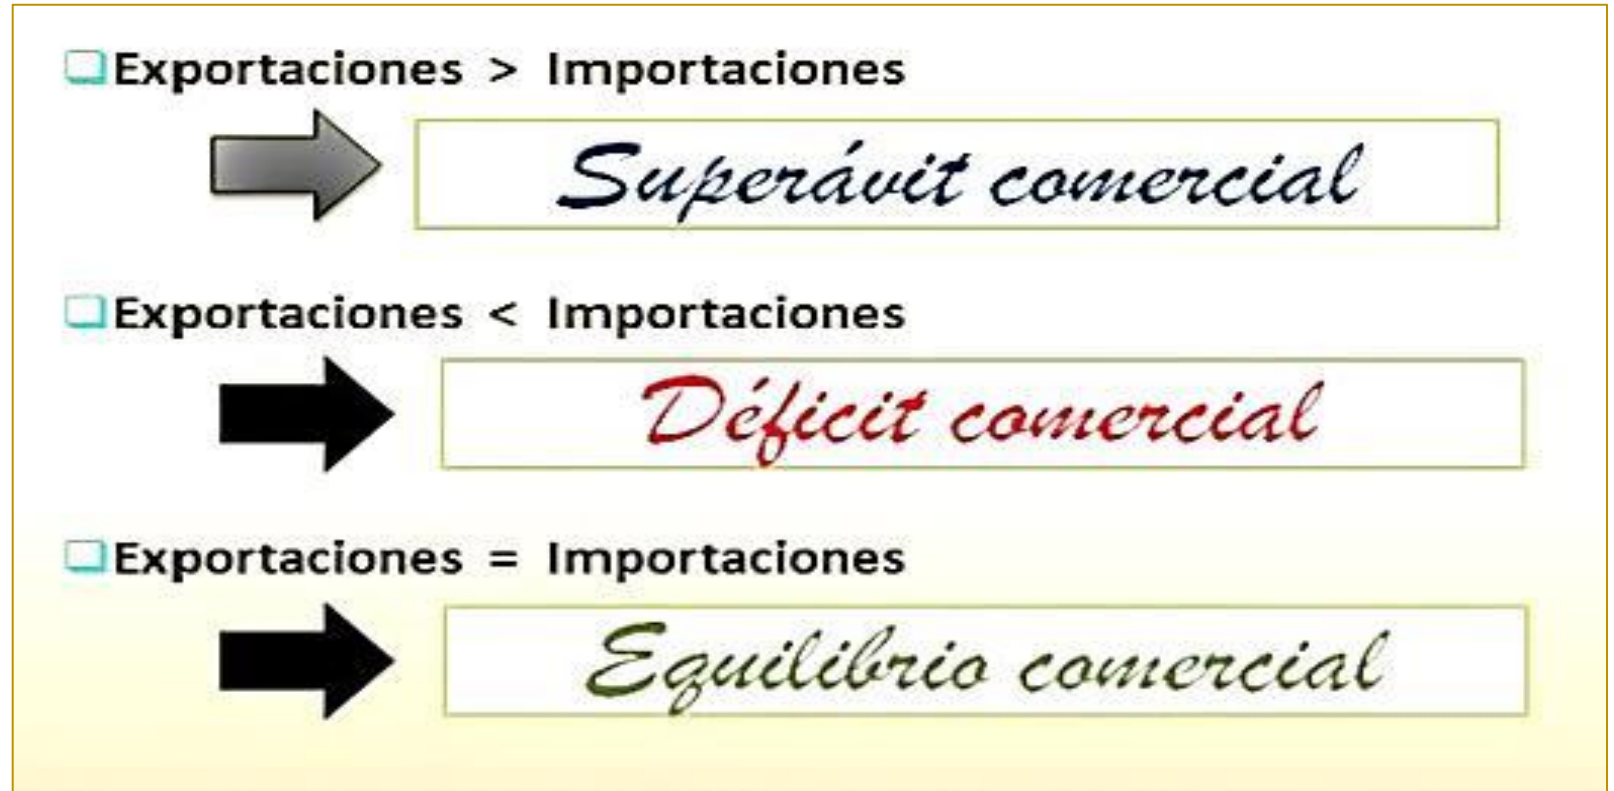 Exportaciones > Importaciones
Superávit comercial
Exportaciones < Importaciones
Déficit comercial
Exportaciones = Importaciones
Equilibrio comercial